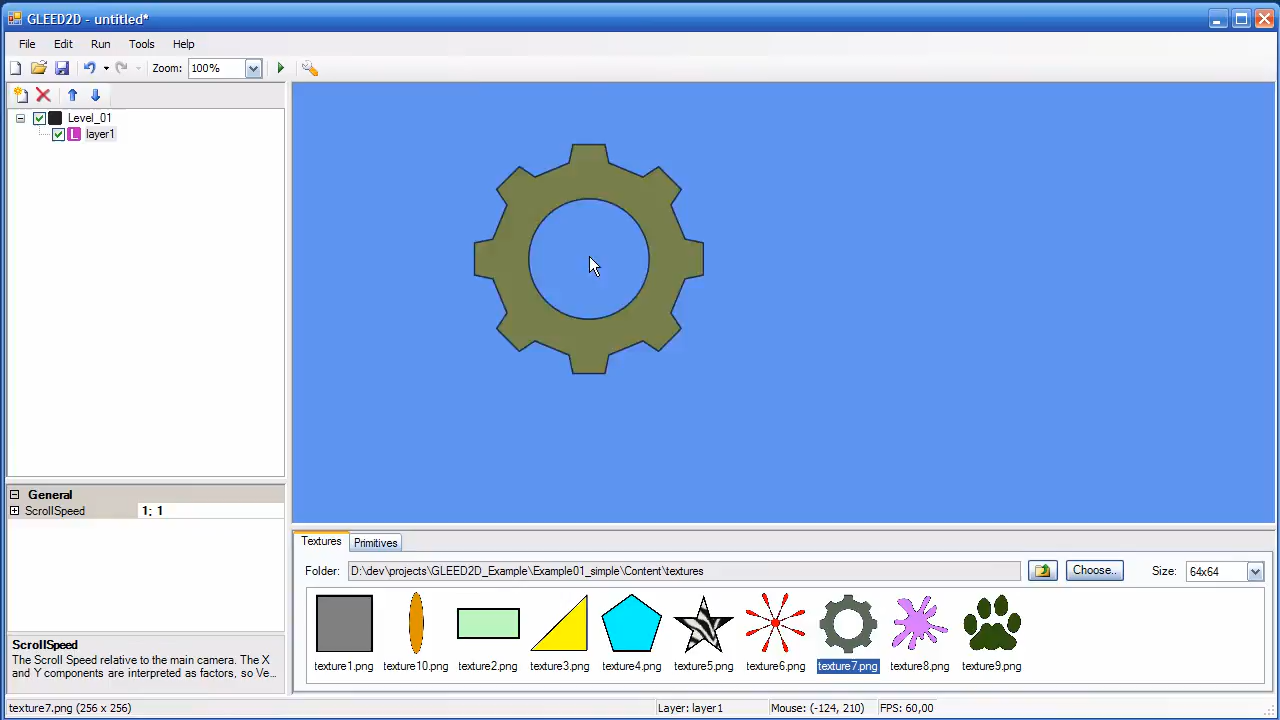 GLEED2D - untitled*
File Edit Run Tools Help
Zoom: 100%
Level_01
L layer1
General
ScrollSpeed 1; 1
ScrollSpeed
The Scroll Speed relative to the main camera. The X
and Y components are interpreted as factors, so Ve...
Textures Primitives
Folder: D:\dev\projects\GLEED2D_Example\Example01_simple\Content\textures Choose.. Size: 64x64
texture1.png texture10.png texture2.png texture3.png texture4.png texture5.png texture6.png texture7.png texture8.png texture9.png
texture7.png (256 x 256) Layer: layer1 Mouse: (-124, 210) FPS: 60,00